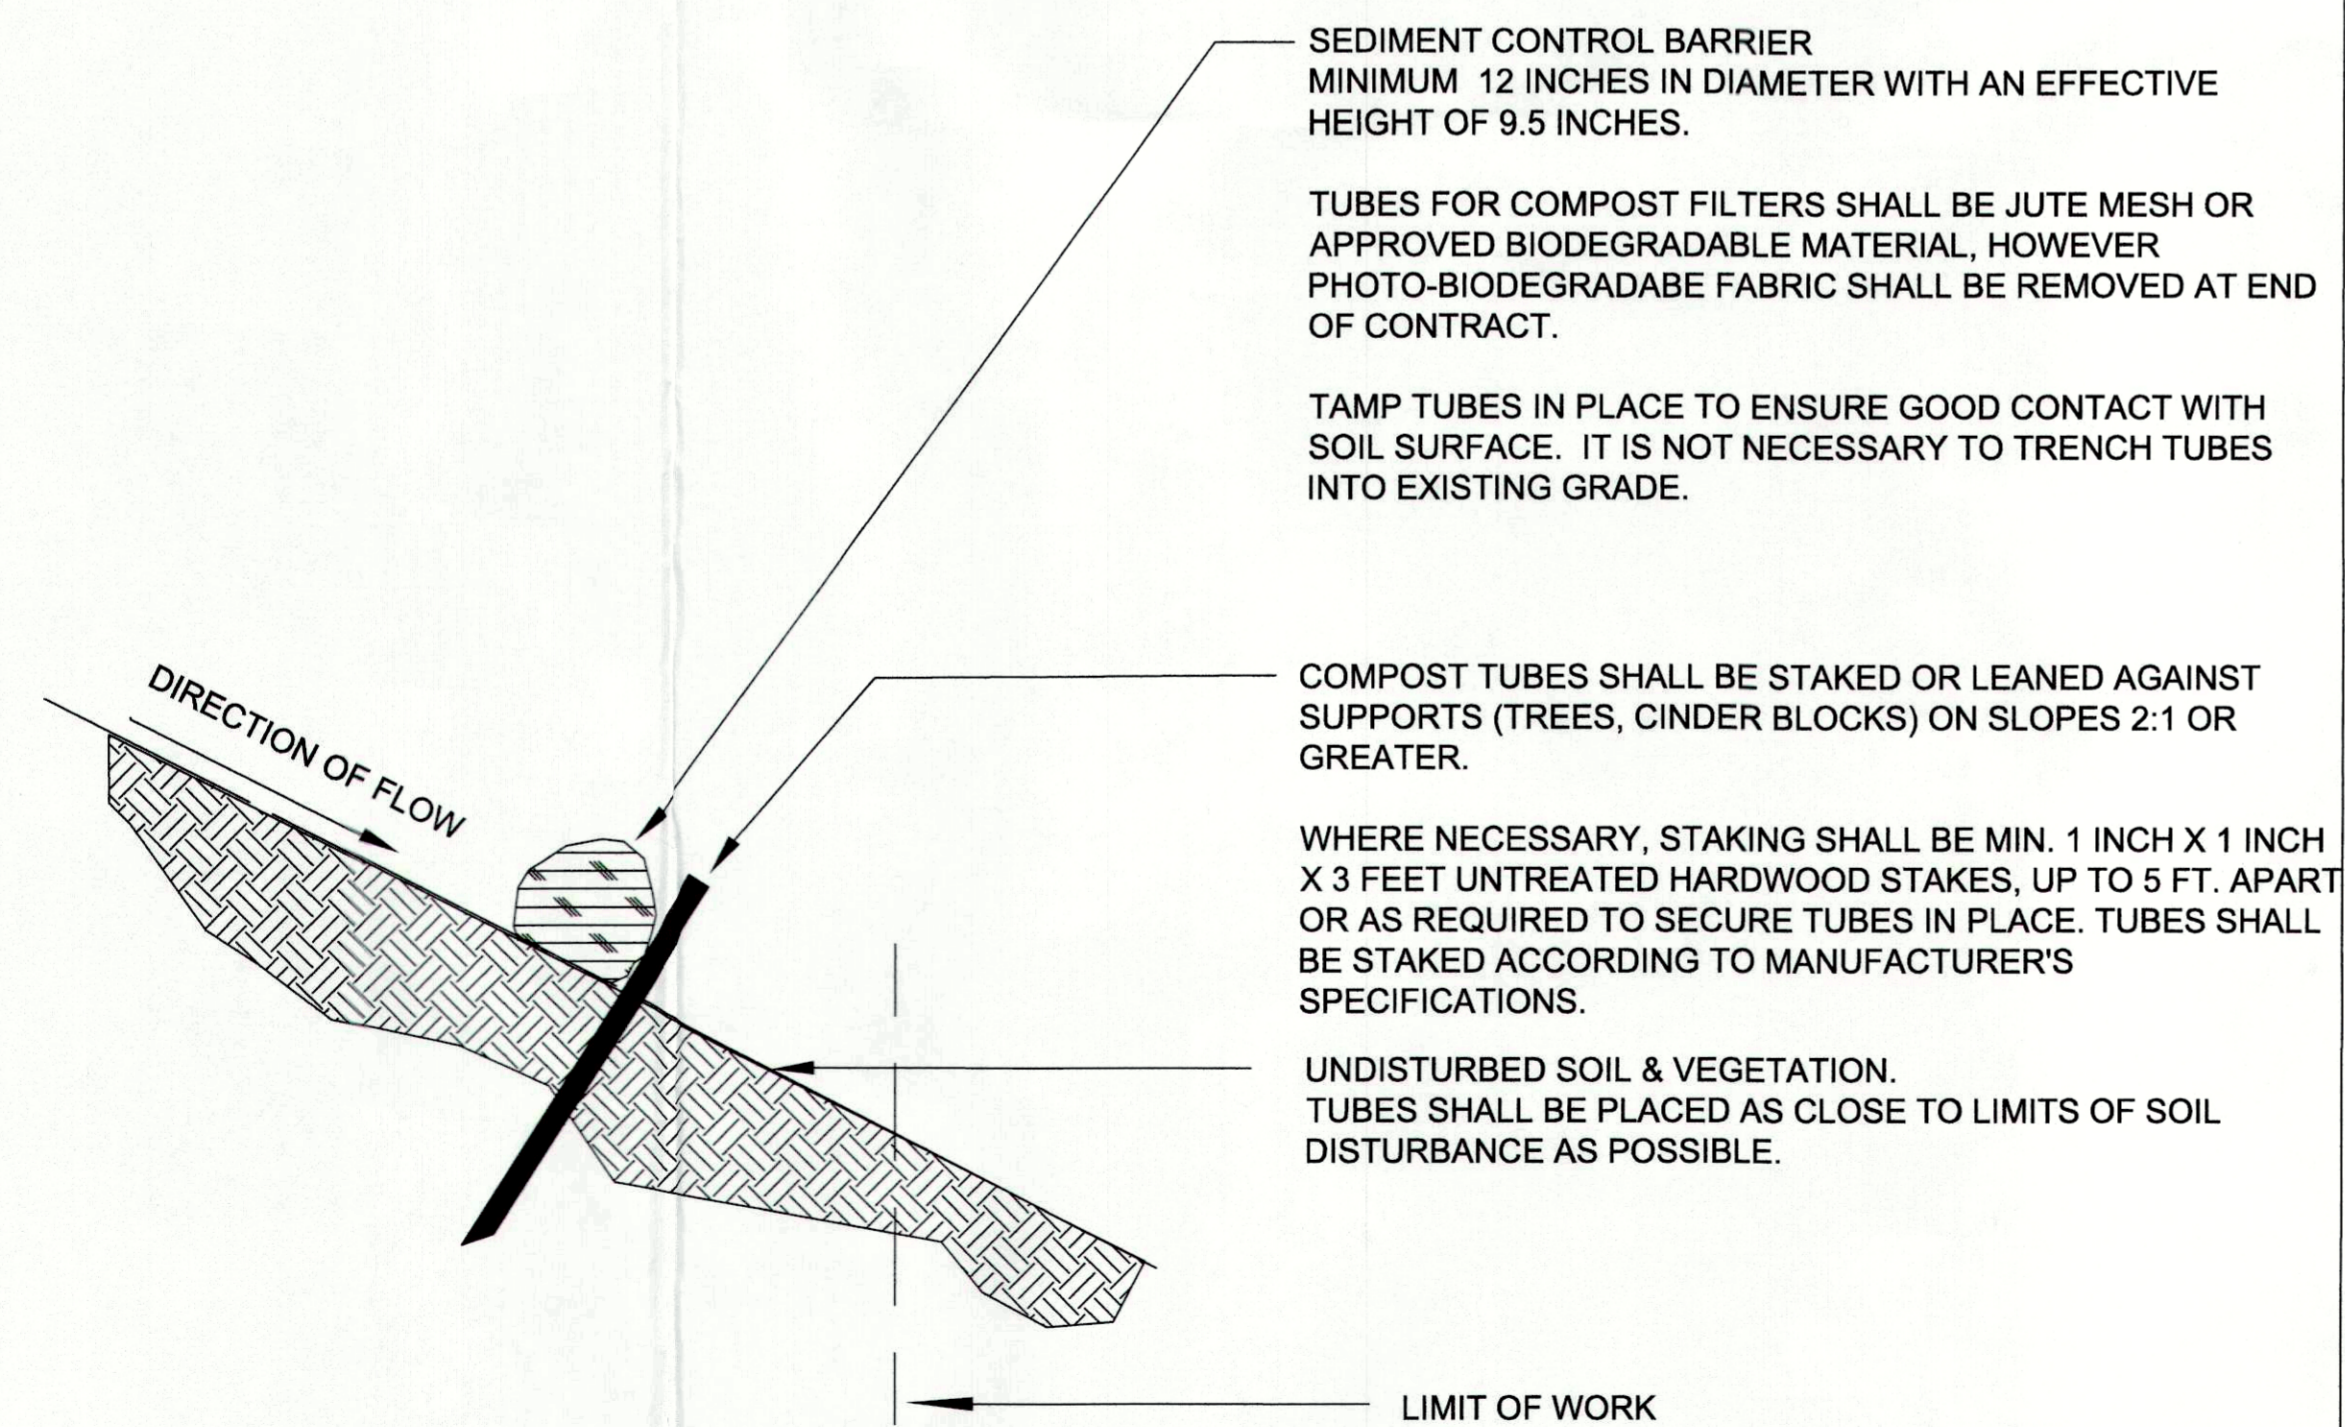 SEDIMENT CONTROL BARRIER
MINIMUM 12 INCHES IN DIAMETER WITH AN EFFECTIVE
HEIGHT OF 9.5 INCHES.
TUBES FOR COMPOST FILTERS SHALL BE JUTE MESH OR
APPROVED BIODEGRADABLE MATERIAL, HOWEVER
PHOTO-BIODEGRADABE FABRIC SHALL BE REMOVED AT END
OF CONTRACT.
TAMP TUBES IN PLACE TO ENSURE GOOD CONTACT WITH
SOIL SURFACE. IT IS NOT NECESSARY TO TRENCH TUBES
INTO EXISTING GRADE.
DIRECTION OF FLOW
COMPOST TUBES SHALL BE STAKED OR LEANED AGAINST
SUPPORTS (TREES, CINDER BLOCKS) ON SLOPES 2:1 OR
GREATER.
WHERE NECESSARY, STAKING SHALL BE MIN. 1 INCH X 1 INCH
X 3 FEET UNTREATED HARDWOOD STAKES, UP TO 5 FT. APART
OR AS REQUIRED TO SECURE TUBES IN PLACE. TUBES SHALL
BE STAKED ACCORDING TO MANUFACTURER'S
SPECIFICATIONS.
UNDISTURBED SOIL & VEGETATION.
TUBES SHALL BE PLACED AS CLOSE TO LIMITS OF SOIL
DISTURBANCE AS POSSIBLE.
LIMIT OF WORK